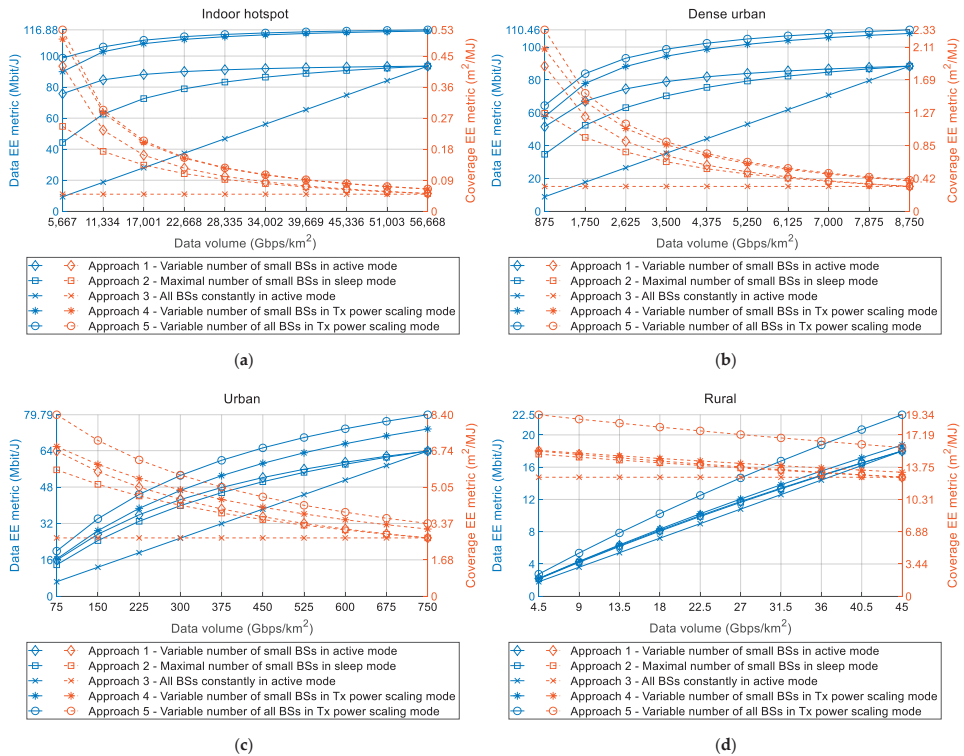 Indoor hotspot
116.88
100
80
60
40
20
0
Data EE metric (Mbit/J)
0.53
0.45
0.36
0.27
0.18
0.09
0
Coverage EE metric (m²/MJ)
5,667 11,334 17,001 22,668 28,335 34,002 39,669 45,336 51,003 56,668
Data volume (Gbps/km²)
Approach 1 - Variable number of small BSs in active mode
Approach 2 - Maximal number of small BSs in sleep mode
Approach 3 - All BSs constantly in active mode
Approach 4 - Variable number of small BSs in Tx power scaling mode
Approach 5 - Variable number of all BSs in Tx power scaling mode
(a)
Dense urban
110.46
100
80
60
40
20
0
Data EE metric (Mbit/J)
2.33
2.11
1.69
1.27
0.85
0.42
0
Coverage EE metric (m²/MJ)
875 1,750 2,625 3,500 4,375 5,250 6,125 7,000 7,875 8,750
Data volume (Gbps/km²)
Approach 1 - Variable number of small BSs in active mode
Approach 2 - Maximal number of small BSs in sleep mode
Approach 3 - All BSs constantly in active mode
Approach 4 - Variable number of small BSs in Tx power scaling mode
Approach 5 - Variable number of all BSs in Tx power scaling mode
(b)
Urban
79.79
64
48
32
16
0
Data EE metric (Mbit/J)
8.40
6.74
5.05
3.37
1.68
0
Coverage EE metric (m²/MJ)
75 150 225 300 375 450 525 600 675 750
Data volume (Gbps/km²)
Approach 1 - Variable number of small BSs in active mode
Approach 2 - Maximal number of small BSs in sleep mode
Approach 3 - All BSs constantly in active mode
Approach 4 - Variable number of small BSs in Tx power scaling mode
Approach 5 - Variable number of all BSs in Tx power scaling mode
(c)
Rural
22.5
20
16
12
8
4
0
Data EE metric (Mbit/J)
19.34
17.19
13.75
10.31
6.88
3.44
0
Coverage EE metric (m²/MJ)
4.5 9 13.5 18 22.5 27 31.5 36 40.5 45
Data volume (Gbps/km²)
Approach 1 - Variable number of small BSs in active mode
Approach 2 - Maximal number of small BSs in sleep mode
Approach 3 - All BSs constantly in active mode
Approach 4 - Variable number of small BSs in Tx power scaling mode
Approach 5 - Variable number of all BSs in Tx power scaling mode
(d)